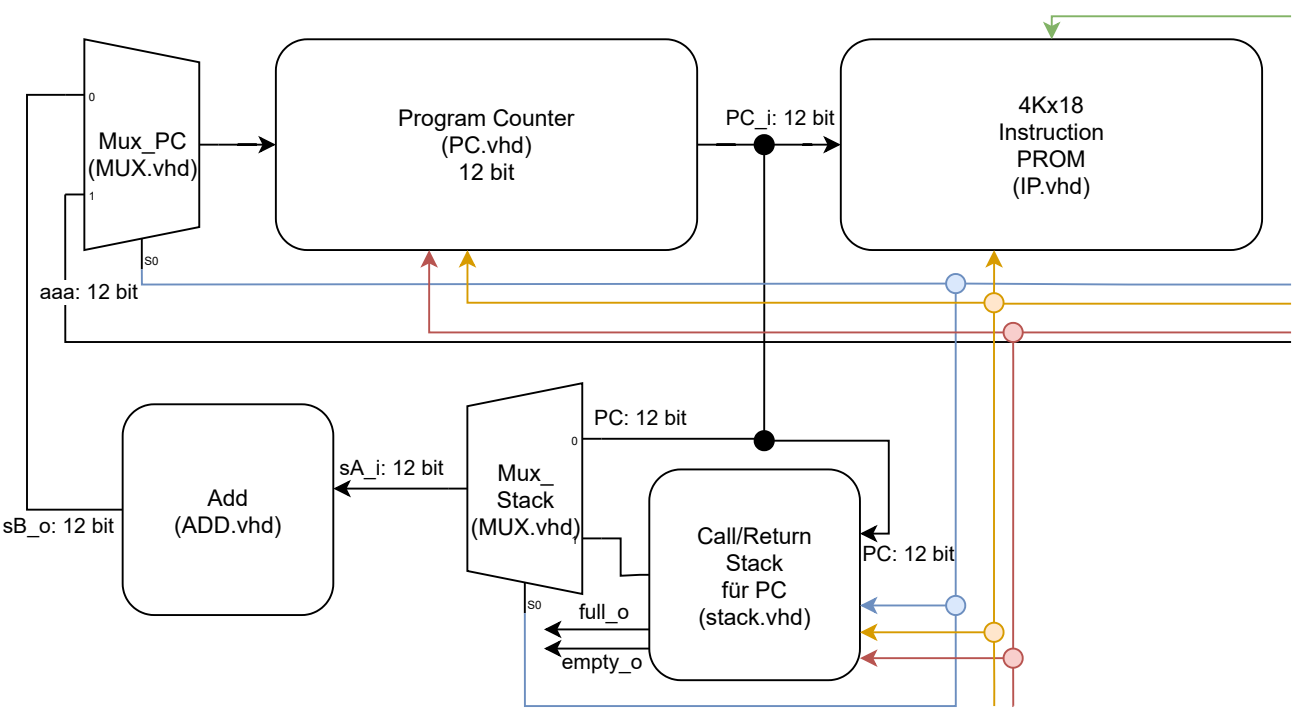 0
Mux_PC
(MUX.vhd)
1
S0
Program Counter
(PC.vhd)
12 bit
PC_i: 12 bit
4Kx18
Instruction
PROM
(IP.vhd)
aaa: 12 bit
PC: 12 bit
0
Mux_
Stack
(MUX.vhd)
1
S0
sA_i: 12 bit
Add
(ADD.vhd)
sB_o: 12 bit
Call/Return
Stack
für PC
(stack.vhd)
PC: 12 bit
full_o
empty_o